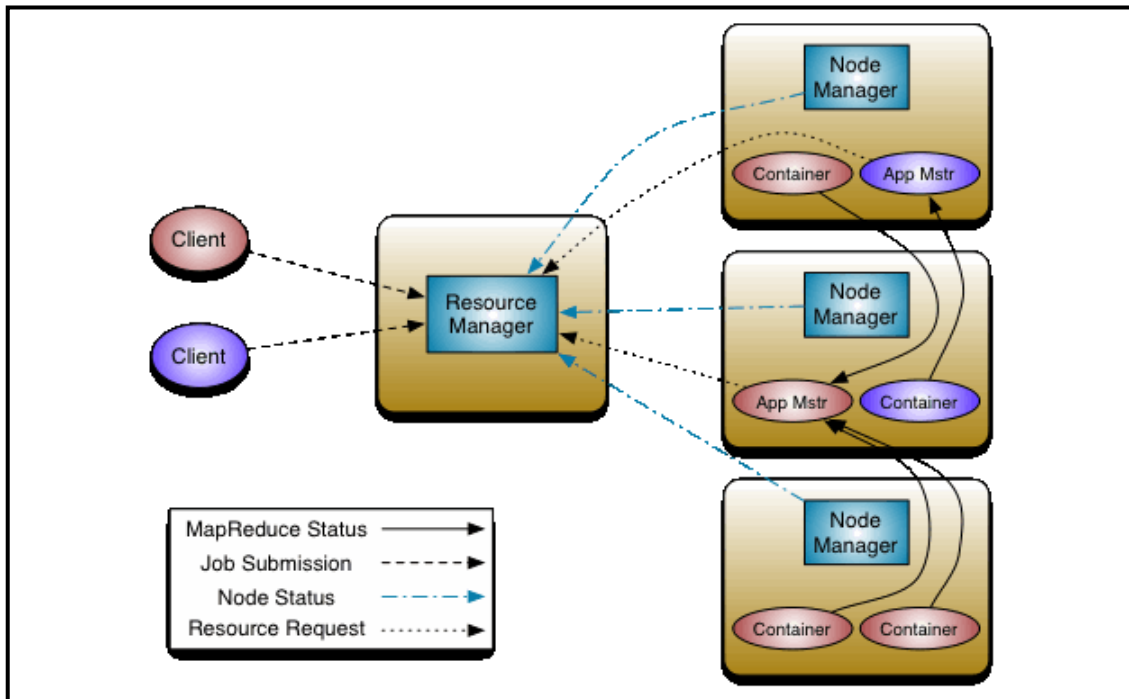 Node
Manager
Container
App Mstr
Client
Resource
Manager
Client
Node
Manager
App Mstr
Container
Node
Manager
Container
Container
MapReduce Status
Job Submission
Node Status
Resource Request